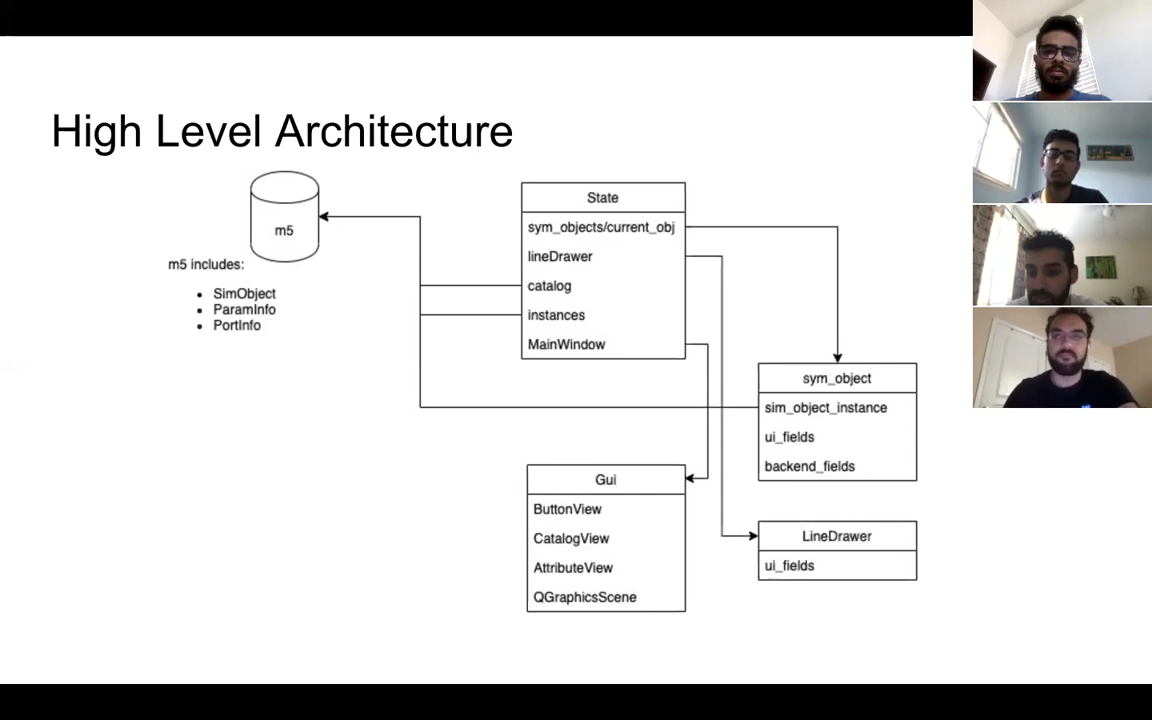 High Level Architecture
m5
m5 includes:
• SimObject
• ParamInfo
• PortInfo
State
sym_objects/current_obj
lineDrawer
catalog
instances
MainWindow
sym_object
sim_object_instance
ui_fields
backend_fields
Gui
ButtonView
CatalogView
AttributeView
QGraphicsScene
LineDrawer
ui_fields